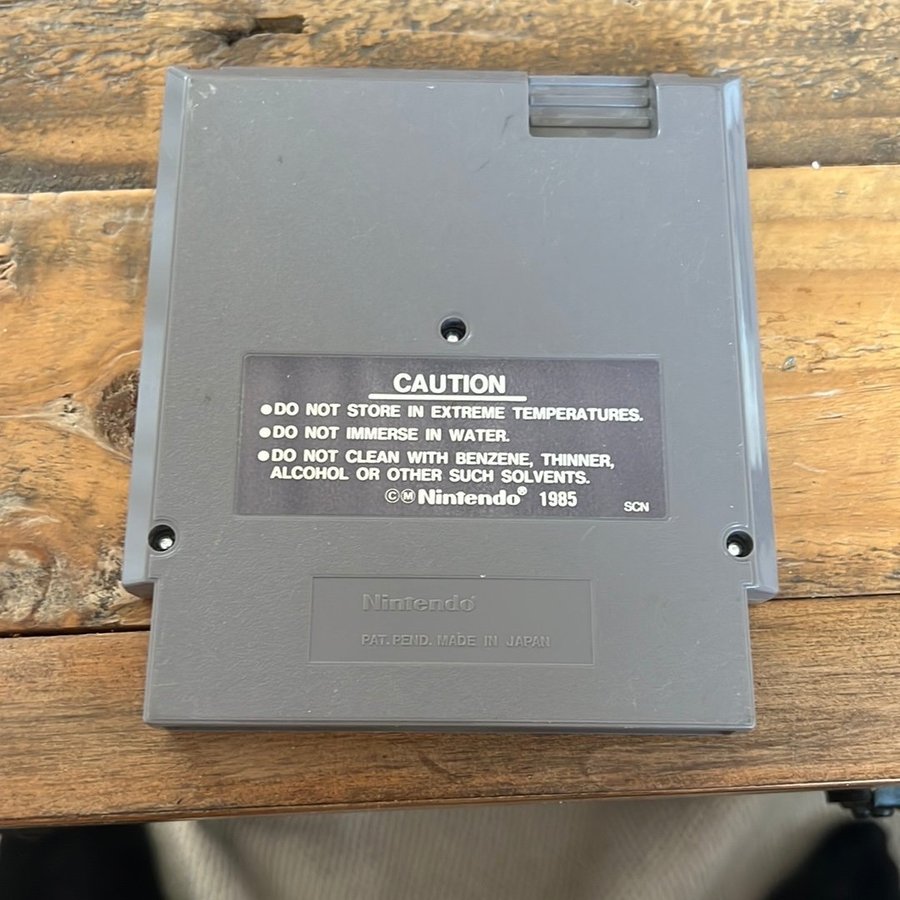 CAUTION
●DO NOT STORE IN EXTREME TEMPERATURES.
●DO NOT IMMERSE IN WATER.
●DO NOT CLEAN WITH BENZENE, THINNER,
ALCOHOL OR OTHER SUCH SOLVENTS.
©Ⓜ Nintendo® 1985 SCN
Nintendo®
PAT. PEND. MADE IN JAPAN